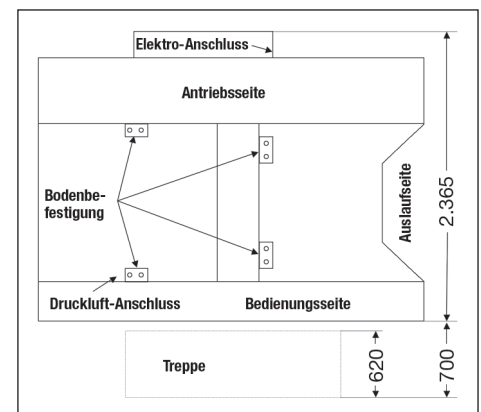 Elektro-Anschluss
Antriebsseite
Bodenbe-
festigung
Auslaufseite
2.365
Druckluft-Anschluss
Bedienungsseite
Treppe
620
700